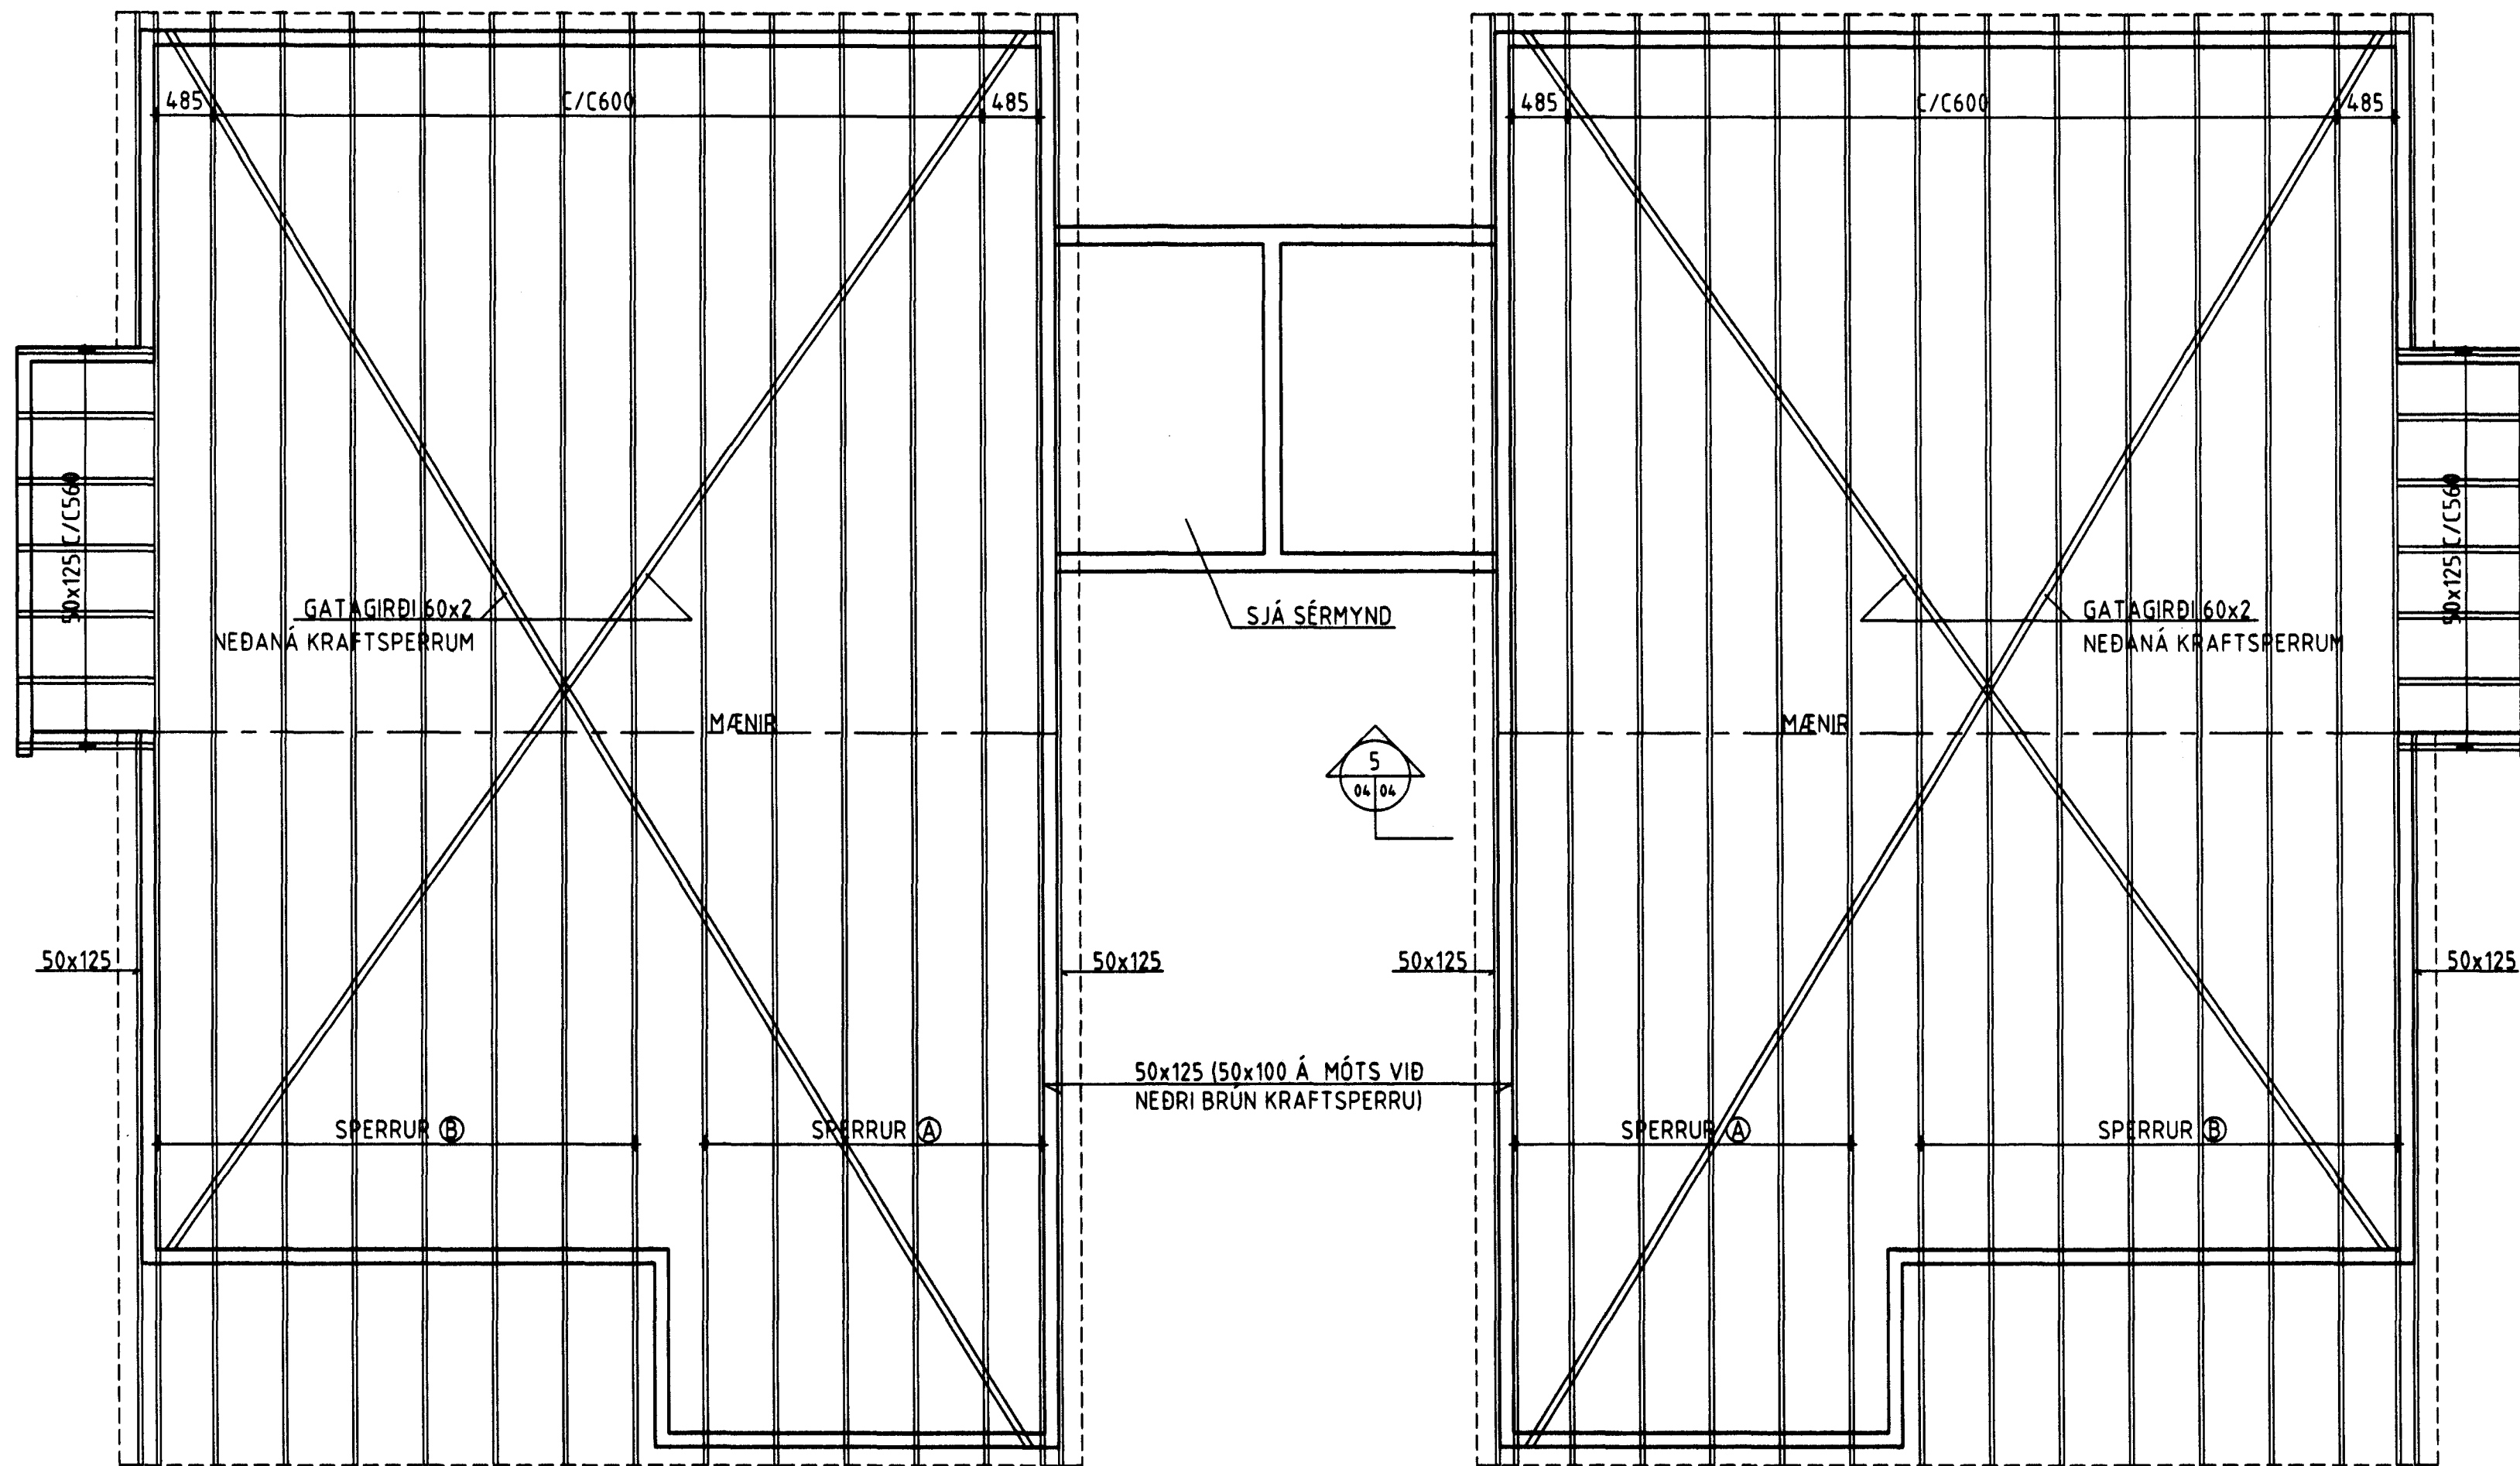 485
C/C600
485
485
C/C600
485
50x125 C/C560
50x125 C/C560
GATAGIRÐI 60x2
NEÐANÁ KRAFTSPERRUM
SJÁ SÉRMYND
GATAGIRÐI 60x2
NEÐANÁ KRAFTSPERRUM
MÆNIR
MÆNIR
5
04 04
50x125
50x125
50x125
50x125
50x125 (50x100 Á MÓTS VIÐ
NEÐRI BRÚN KRAFTSPERRU)
SPERRUR B
SPERRUR A
SPERRUR A
SPERRUR B